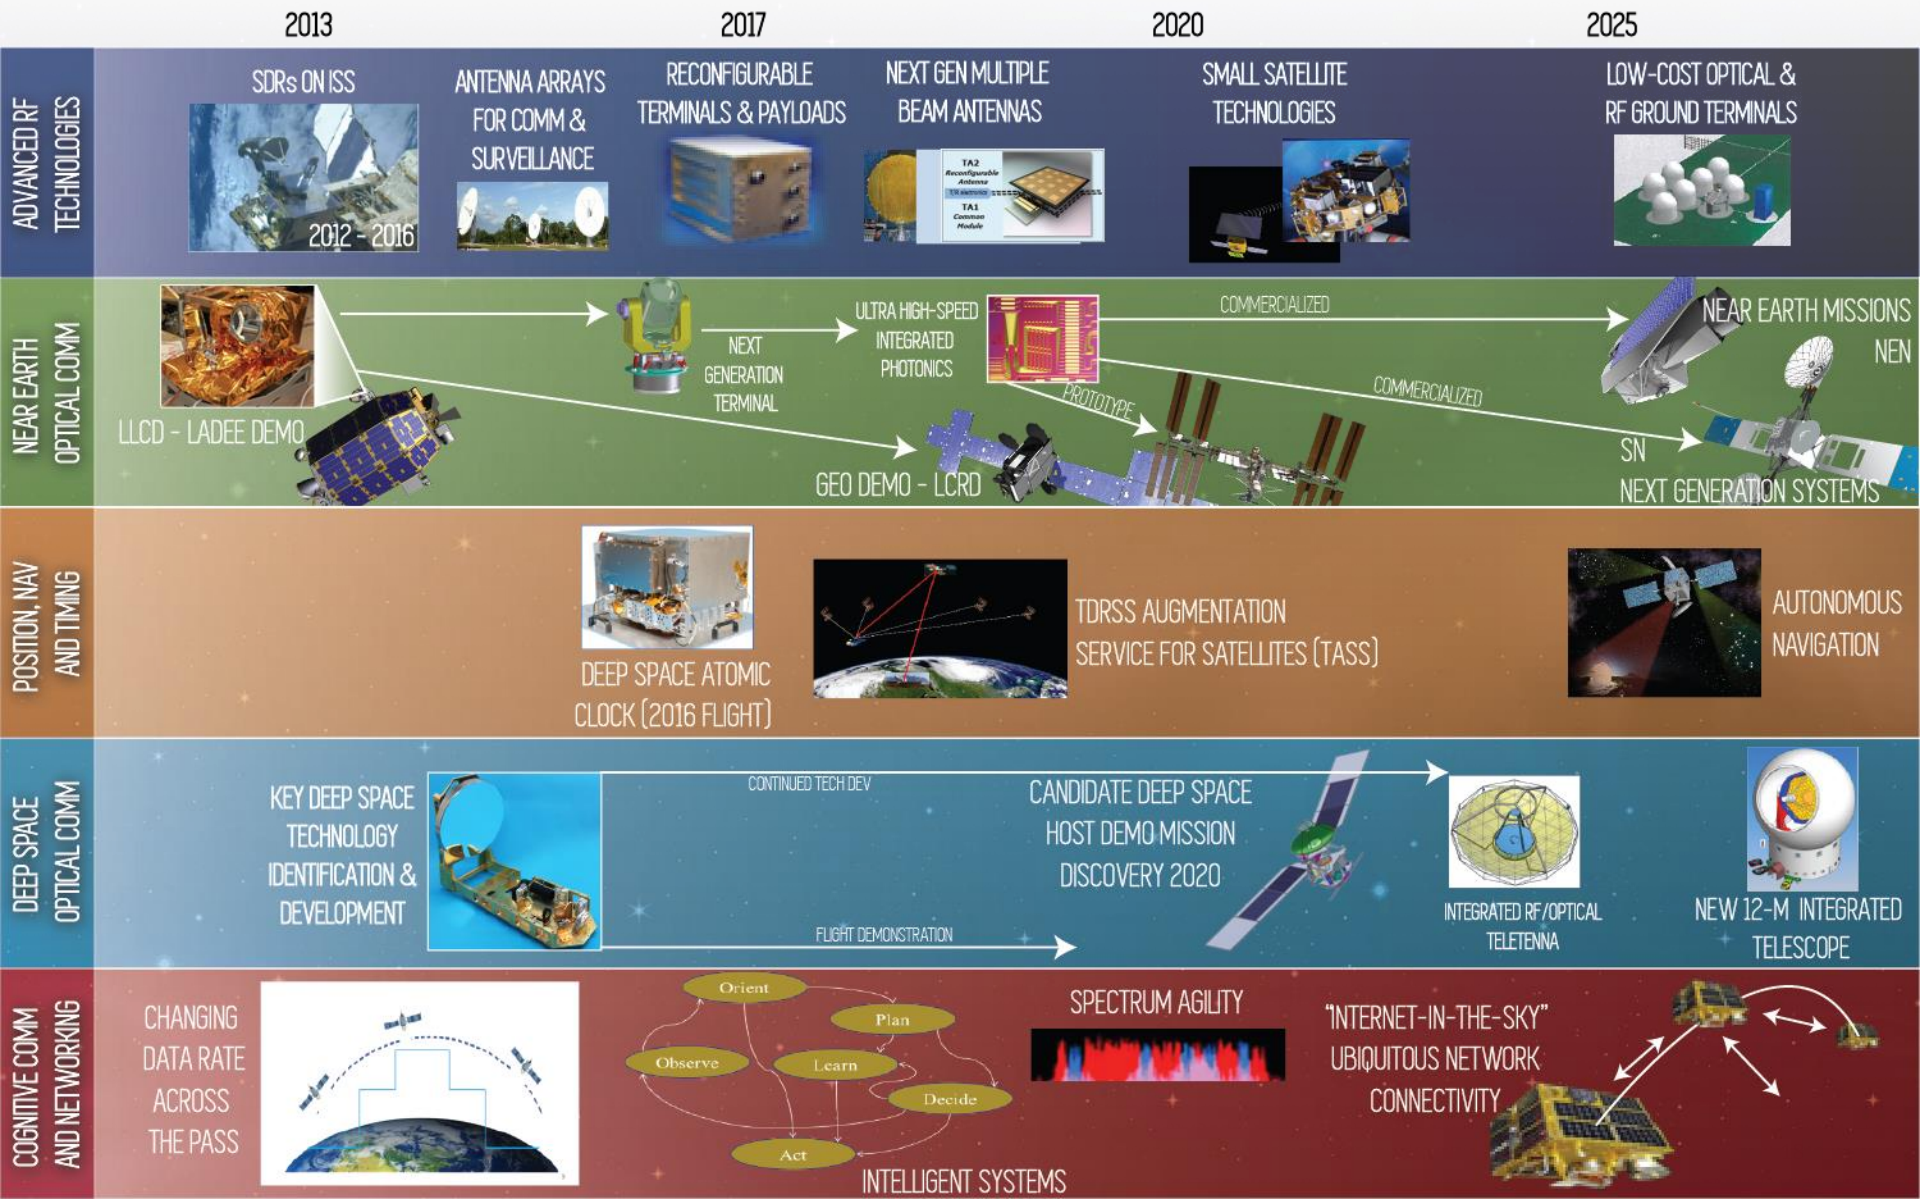 2013
2017
2020
2025
ADVANCED RF
TECHNOLOGIES
SDRs ON ISS
2012 - 2016
ANTENNA ARRAYS
FOR COMM &
SURVEILLANCE
RECONFIGURABLE
TERMINALS & PAYLOADS
NEXT GEN MULTIPLE
BEAM ANTENNAS
TA2
Reconfigurable
Antenna
T/R electronics
TA1
Common
Module
SMALL SATELLITE
TECHNOLOGIES
LOW-COST OPTICAL &
RF GROUND TERMINALS
NEAR EARTH
OPTICAL COMM
LLCD - LADEE DEMO
NEXT
GENERATION
TERMINAL
ULTRA HIGH-SPEED
INTEGRATED
PHOTONICS
COMMERCIALIZED
PROTOTYPE
COMMERCIALIZED
GEO DEMO - LCRD
NEAR EARTH MISSIONS
NEN
SN
NEXT GENERATION SYSTEMS
POSITION, NAV
AND TIMING
DEEP SPACE ATOMIC
CLOCK (2016 FLIGHT)
TDRSS AUGMENTATION
SERVICE FOR SATELLITES (TASS)
AUTONOMOUS
NAVIGATION
DEEP SPACE
OPTICAL COMM
KEY DEEP SPACE
TECHNOLOGY
IDENTIFICATION &
DEVELOPMENT
CONTINUED TECH DEV
FLIGHT DEMONSTRATION
CANDIDATE DEEP SPACE
HOST DEMO MISSION
DISCOVERY 2020
INTEGRATED RF/OPTICAL
TELETENNA
NEW 12-M INTEGRATED
TELESCOPE
COGNITIVE COMM
AND NETWORKING
CHANGING
DATA RATE
ACROSS
THE PASS
Orient
Plan
Observe
Learn
Decide
Act
INTELLIGENT SYSTEMS
SPECTRUM AGILITY
"INTERNET-IN-THE-SKY"
UBIQUITOUS NETWORK
CONNECTIVITY